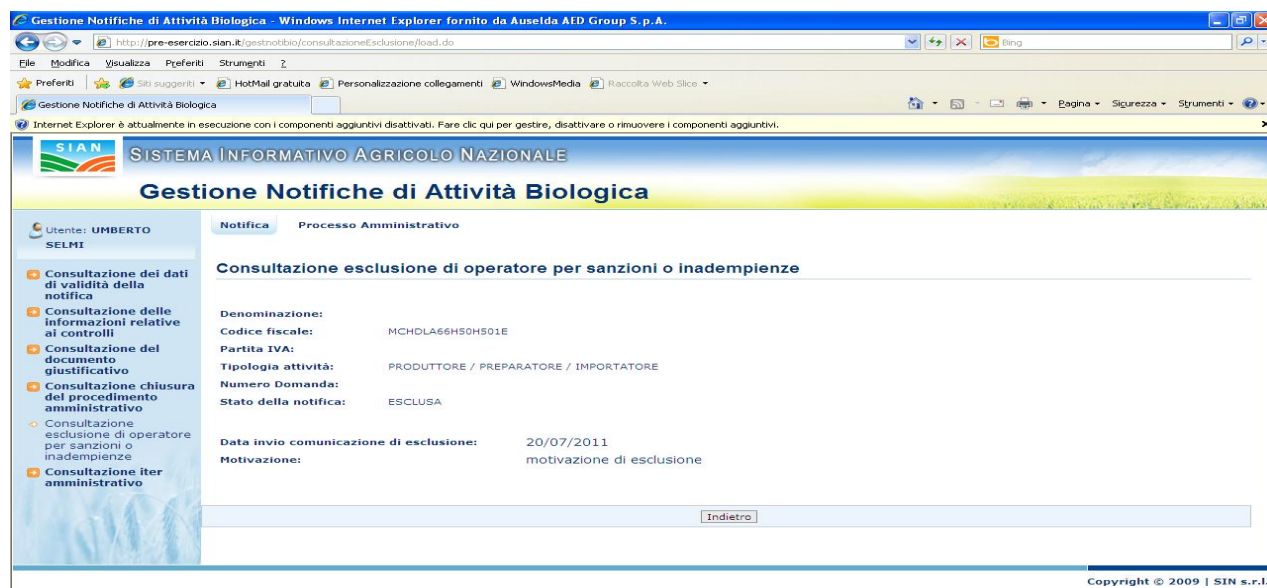 Gestione Notifiche di Attività Biologica - Windows Internet Explorer fornito da Auselda AED Group S.p.A.
http://pre-esercizio.sian.it/gestnotibio/consultazioneEsclusione/load.do
Bing
File Modifica Visualizza Preferiti Strumenti ?
Preferiti Siti suggeriti HotMail gratuita Personalizzazione collegamenti WindowsMedia Raccolta Web Slice
Gestione Notifiche di Attività Biologica
Pagina Sicurezza Strumenti
Internet Explorer è attualmente in esecuzione con i componenti aggiuntivi disattivati. Fare clic qui per gestire, disattivare o rimuovere i componenti aggiuntivi.
SIAN
SISTEMA INFORMATIVO AGRICOLO NAZIONALE
Gestione Notifiche di Attività Biologica
Utente: UMBERTO
SELMI
Notifica Processo Amministrativo
Consultazione dei dati
di validità della
notifica
Consultazione delle
informazioni relative
ai controlli
Consultazione del
documento
giustificativo
Consultazione chiusura
del procedimento
amministrativo
Consultazione
esclusione di operatore
per sanzioni o
inadempienze
Consultazione iter
amministrativo
Consultazione esclusione di operatore per sanzioni o inadempienze
Denominazione:
Codice fiscale: MCHDLA66H50H501E
Partita IVA:
Tipologia attività: PRODUTTORE / PREPARATORE / IMPORTATORE
Numero Domanda:
Stato della notifica: ESCLUSA
Data invio comunicazione di esclusione: 20/07/2011
Motivazione: motivazione di esclusione
Indietro
Copyright © 2009 | SIN s.r.l.